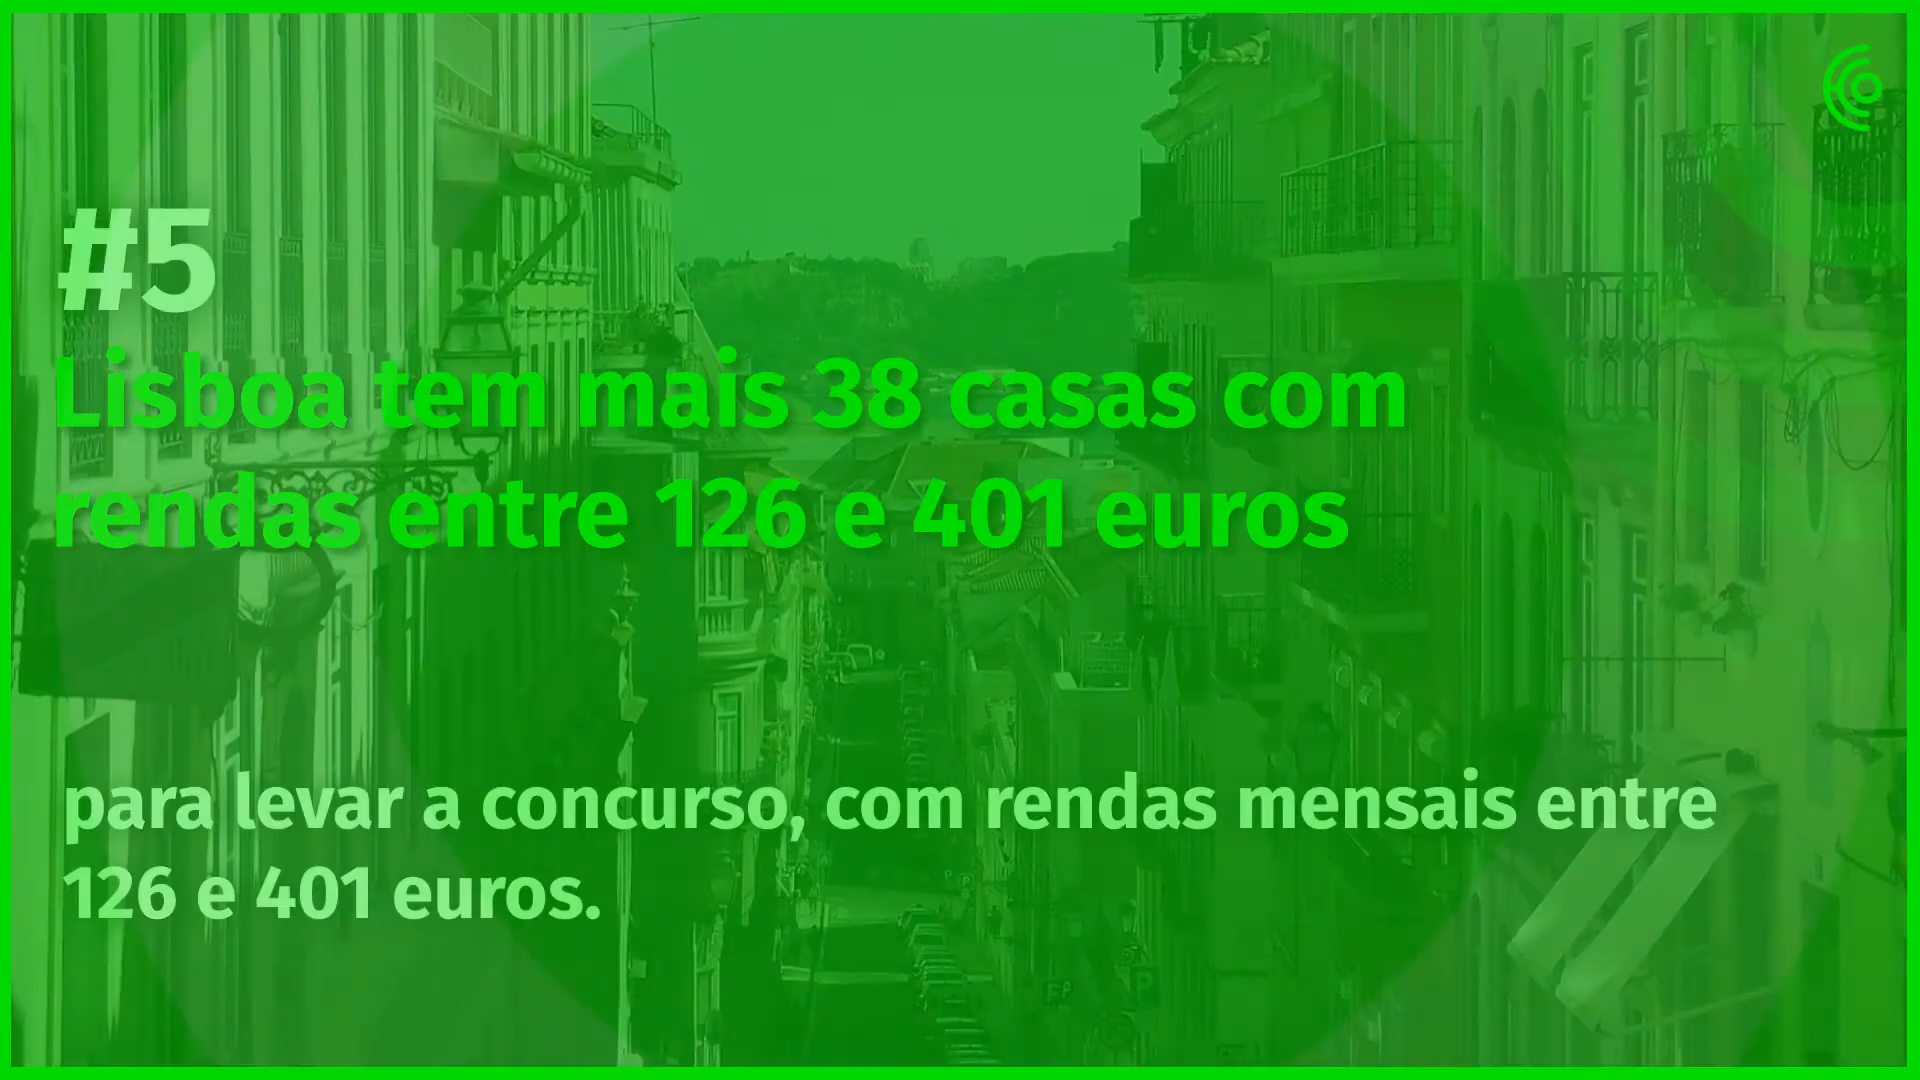 #5
Lisboa tem mais 38 casas com
rendas entre 126 e 401 euros
para levar a concurso, com rendas mensais entre
126 e 401 euros.